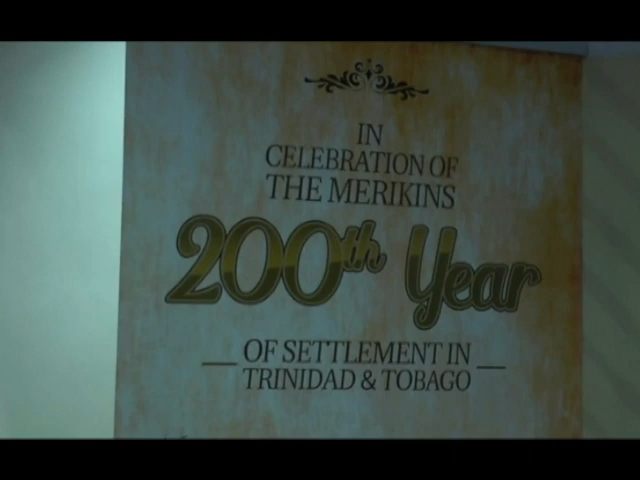 IN
CELEBRATION OF
THE MERIKINS
200th Year
OF SETTLEMENT IN
TRINIDAD & TOBAGO